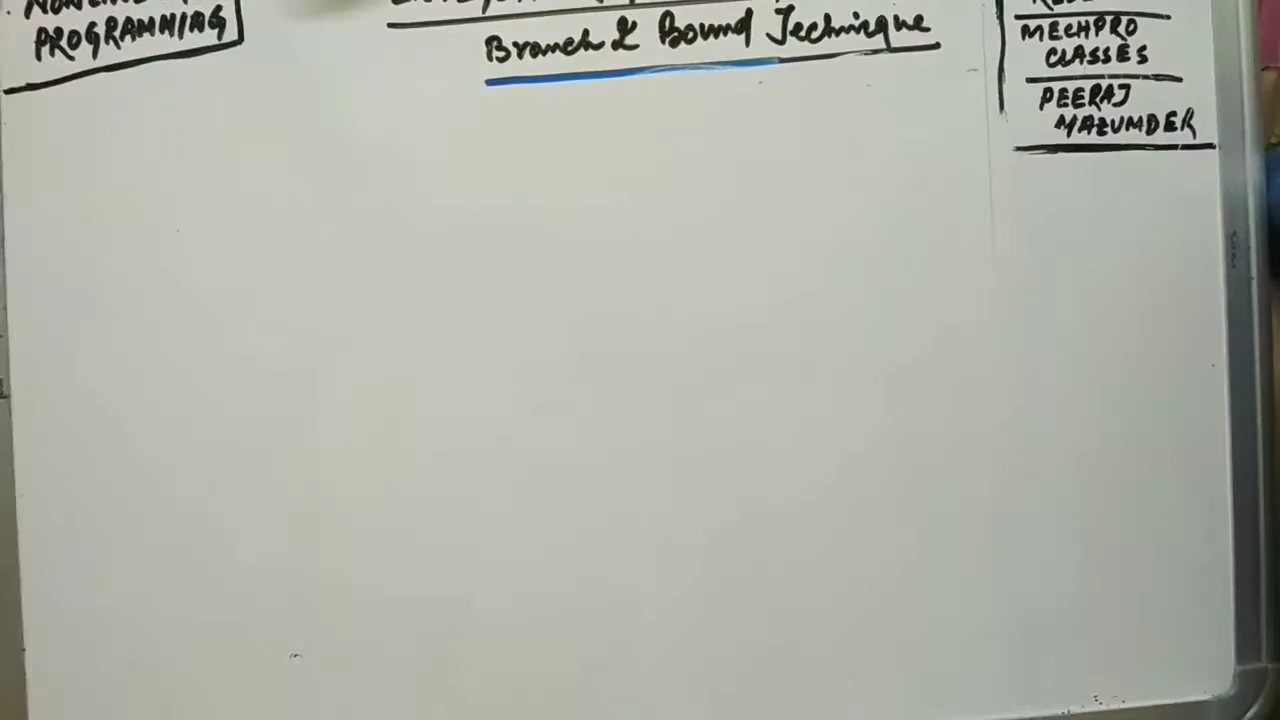 PROGRAMMING
Branch & Bound Technique
MECHPRO
CLASSES
PEERAJ
MAZUMDER